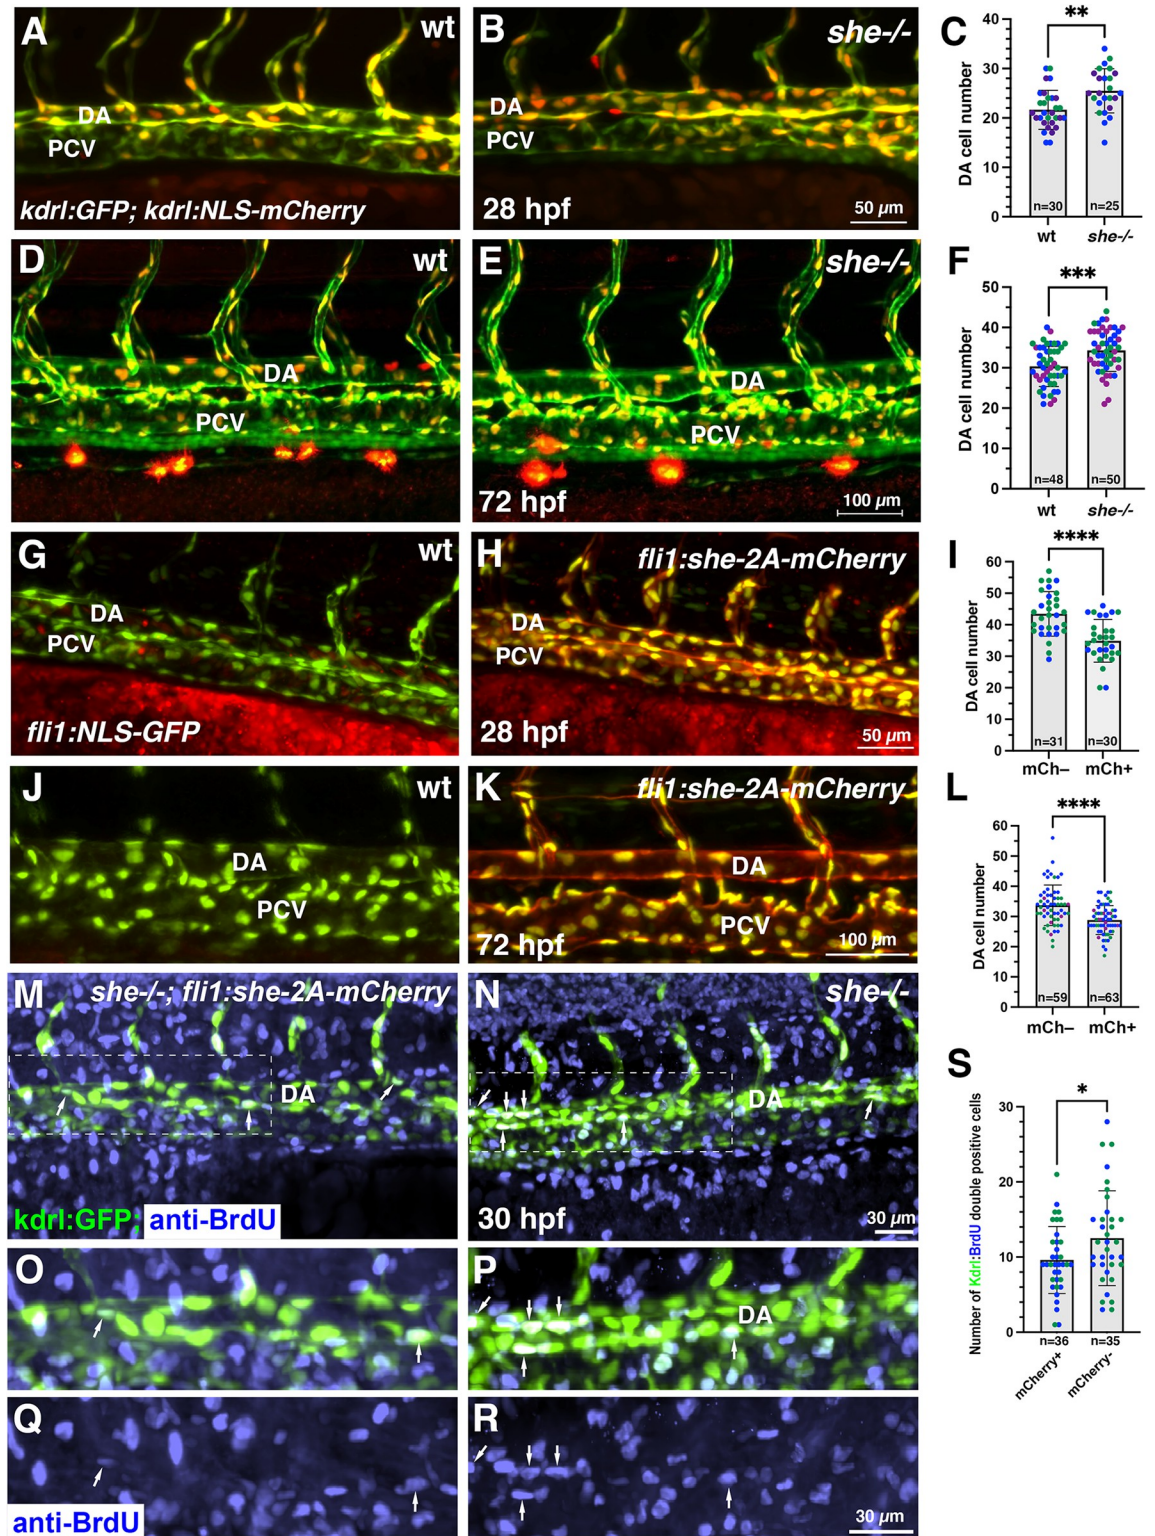 A
wt
DA
PCV
kdrl:GFP; kdrl:NLS-mCherry
B
she-/-
DA
PCV
28 hpf
50 µm
C
**
DA cell number
40
30
20
10
0
n=30
n=25
wt
she-/-
D
wt
DA
PCV
E
she-/-
DA
PCV
72 hpf
100 µm
F
***
DA cell number
50
40
30
20
10
0
n=48
n=50
wt
she-/-
G
wt
DA
PCV
fli1:NLS-GFP
H
fli1:she-2A-mCherry
DA
PCV
28 hpf
50 µm
I
****
DA cell number
60
50
40
30
20
10
0
n=31
n=30
mCh–
mCh+
J
wt
DA
PCV
K
fli1:she-2A-mCherry
DA
PCV
72 hpf
100 µm
L
****
DA cell number
60
50
40
30
20
10
0
n=59
n=63
mCh–
mCh+
M
she-/-; fli1:she-2A-mCherry
DA
kdrl:GFP; anti-BrdU
N
she-/-
DA
30 hpf
30 µm
O
P
DA
Q
anti-BrdU
R
30 µm
S
*
Number of Kdrl:BrdU double positive cells
30
20
10
0
n=36
n=35
mCherry+
mCherry-